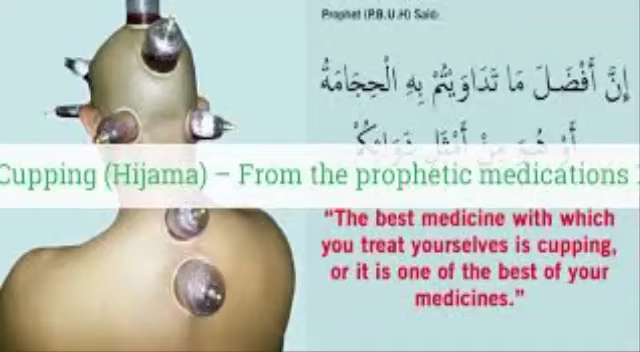 Prophet (P.B.U.H) Said:
إِنَّ أَفْضَلَ مَا تَدَاوَيْتُمْ بِهِ الْحِجَامَةُ
Cupping (Hijama) – From the prophetic medications
“The best medicine with which
you treat yourselves is cupping,
or it is one of the best of your
medicines.”